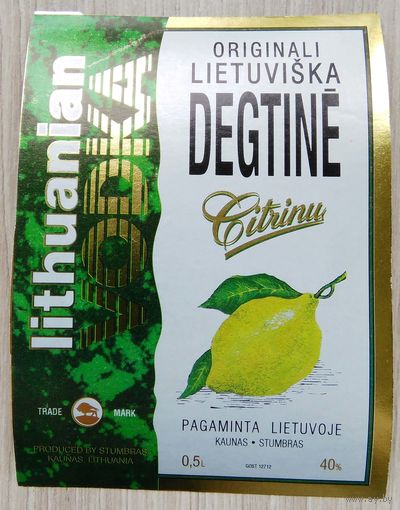 lithuanian
VODKA
TRADE MARK
PRODUCED BY STUMBRAS
KAUNAS, LITHUANIA
ORIGINALI
LIETUVIŠKA
DEGTINĖ
Citrinų
PAGAMINTA LIETUVOJE
KAUNAS · STUMBRAS
0,5L GOST 12712 40%